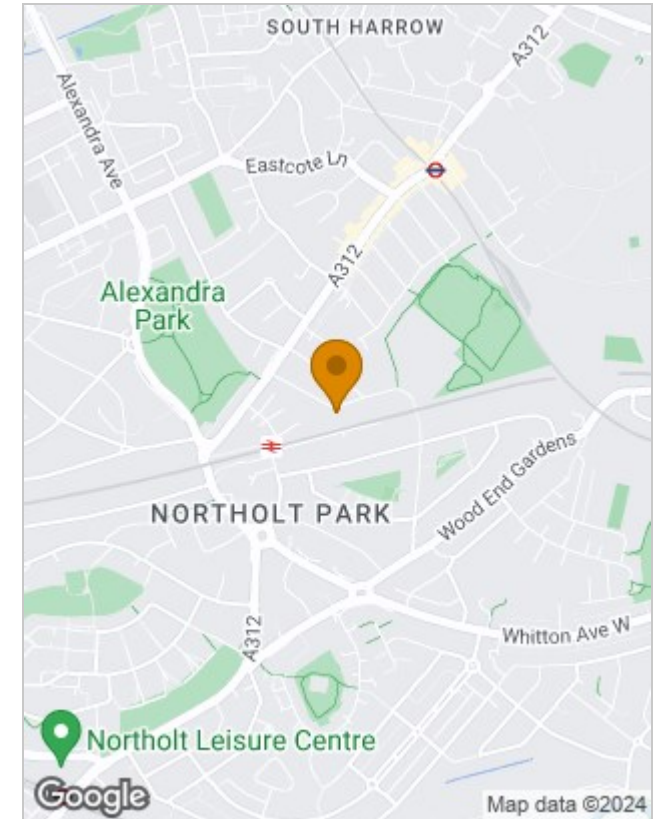 SOUTH HARROW
A312
Alexandra Ave
Eastcote Ln
A312
Alexandra
Park
Wood End Gardens
NORTHOLT PARK
A312
Whitton Ave W
Northolt Leisure Centre
Google
Map data ©2024